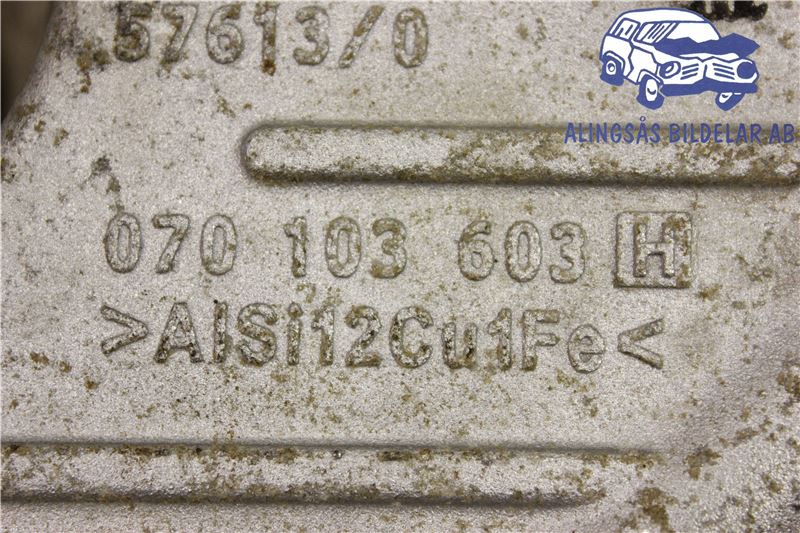 57613/0
ALINGSÅS BILDELAR AB
070 103 603 H
>AlSi12Cu1Fe<